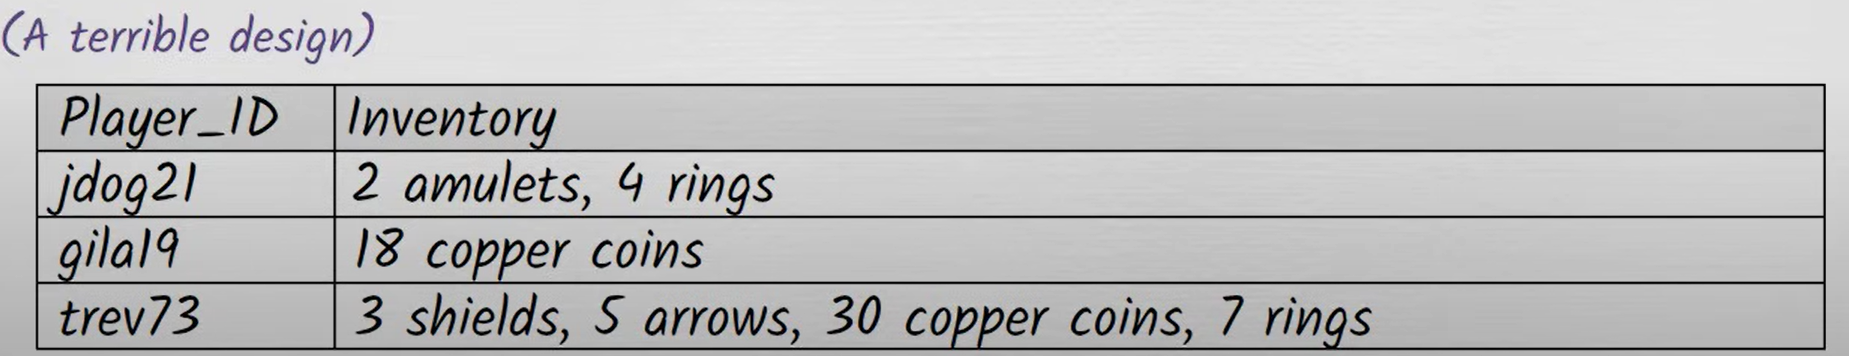 (A terrible design)
Player_ID Inventory
jdog21 2 amulets, 4 rings
gila19 18 copper coins
trev73 3 shields, 5 arrows, 30 copper coins, 7 rings